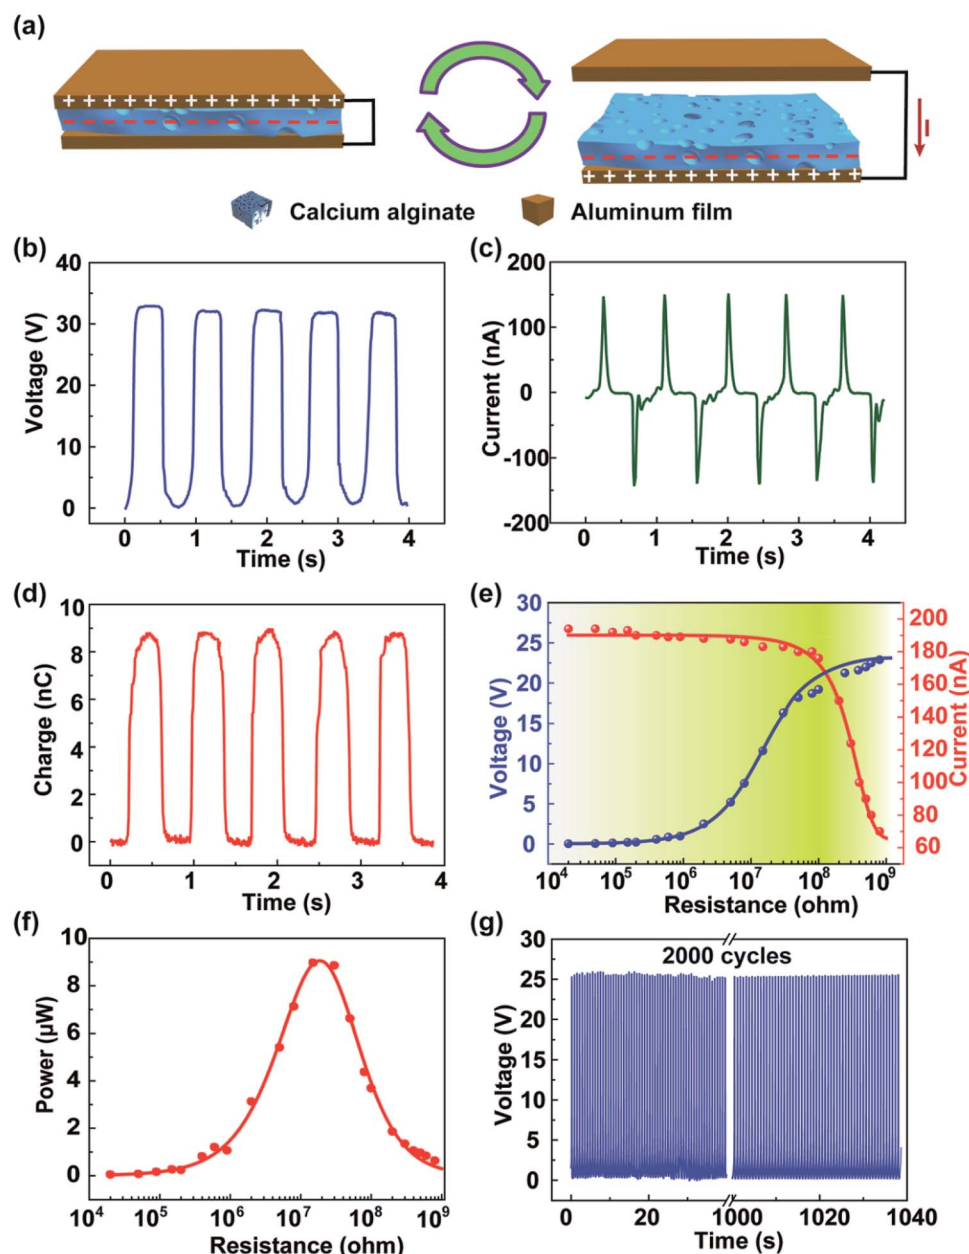 (a)
+ + + + + + + + + + + + + +
I
+ + + + + + + + + + + + + +
Calcium alginate
Aluminum film
(b)
40
30
20
10
0
Voltage (V)
0 1 2 3 4
Time (s)
(c)
200
100
0
-100
-200
Current (nA)
0 1 2 3 4
Time (s)
(d)
10
8
6
4
2
0
Charge (nC)
0 1 2 3 4
Time (s)
(e)
30
25
20
15
10
5
0
Voltage (V)
200
180
160
140
120
100
80
60
Current (nA)
10⁴ 10⁵ 10⁶ 10⁷ 10⁸ 10⁹
Resistance (ohm)
(f)
10
8
6
4
2
0
Power (µW)
10⁴ 10⁵ 10⁶ 10⁷ 10⁸ 10⁹
Resistance (ohm)
(g)
2000 cycles
30
25
20
15
10
5
0
Voltage (V)
0 20 1000 1020 1040
Time (s)